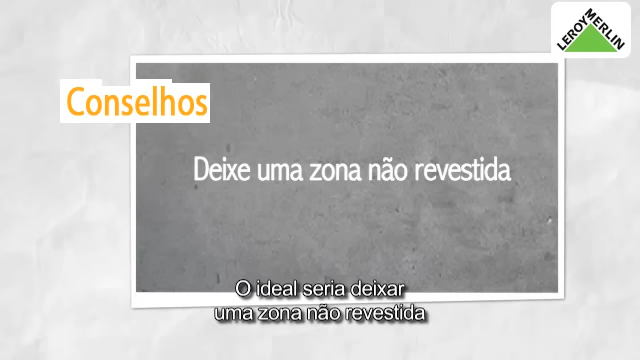 LEROY MERLIN
Conselhos
Deixe uma zona não revestida
O ideal seria deixar
uma zona não revestida